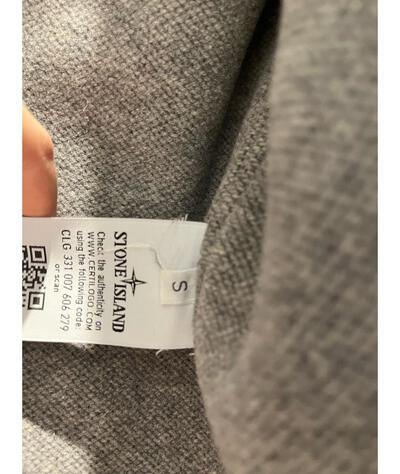 STONE ISLAND
S
Check the authenticity on
WWW.CERTILOGO.COM
using the following code:
CLG 331 007 606 279
or scan